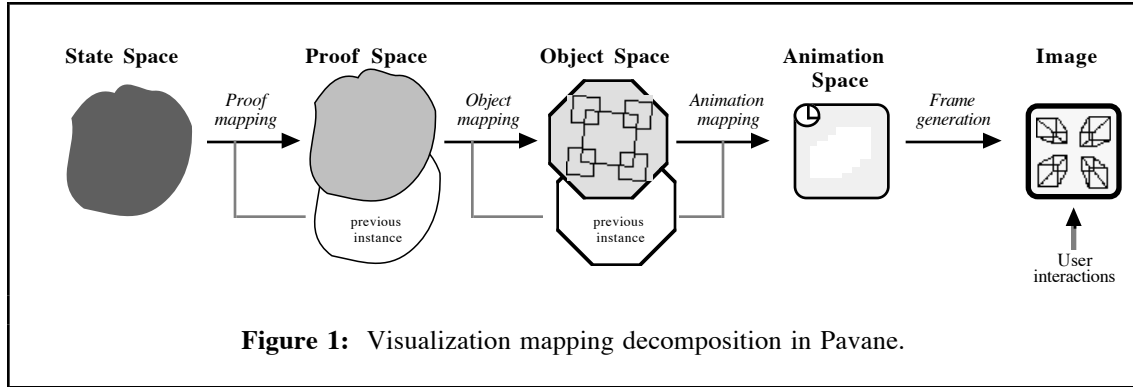 State Space
Proof Space
Object Space
Animation
Space
Image
Proof
mapping
Object
mapping
Animation
mapping
Frame
generation
previous
instance
previous
instance
User
interactions
Figure 1: Visualization mapping decomposition in Pavane.